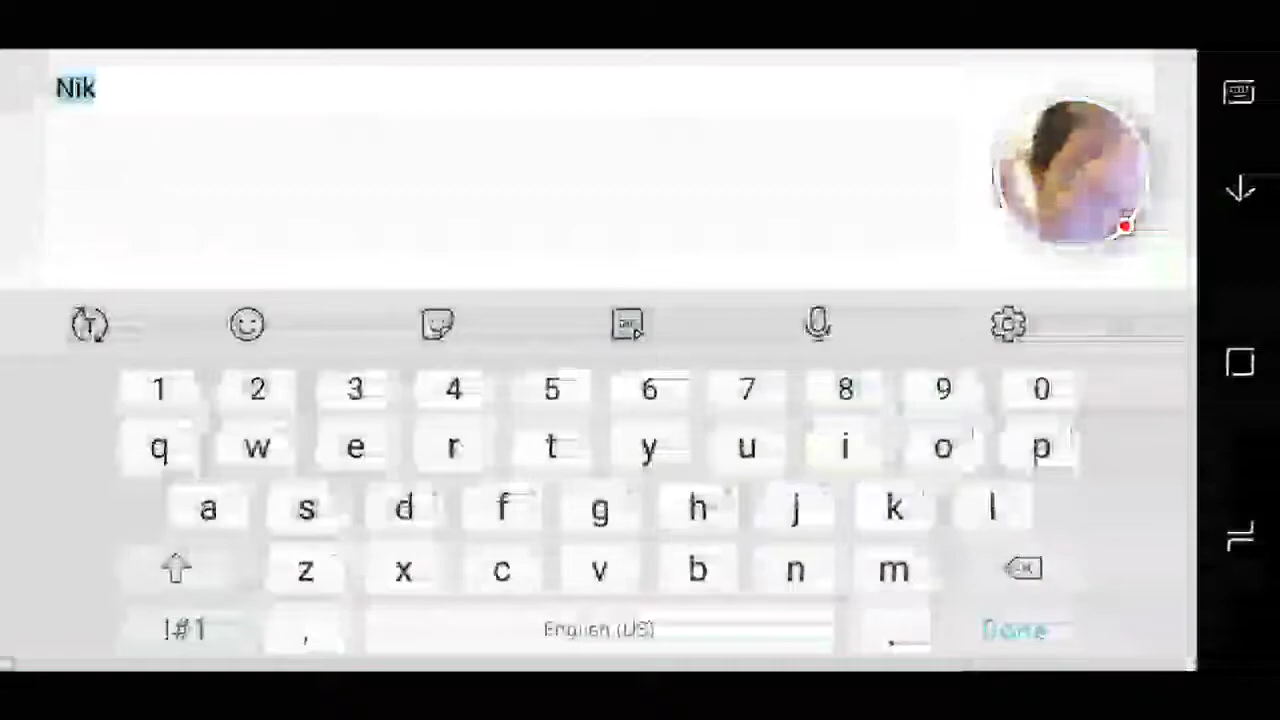 Nik
1 2 3 4 5 6 7 8 9 0
q w e r t y u i o p
a s d f g h j k l
z x c v b n m
!#1 , English (US) . Done